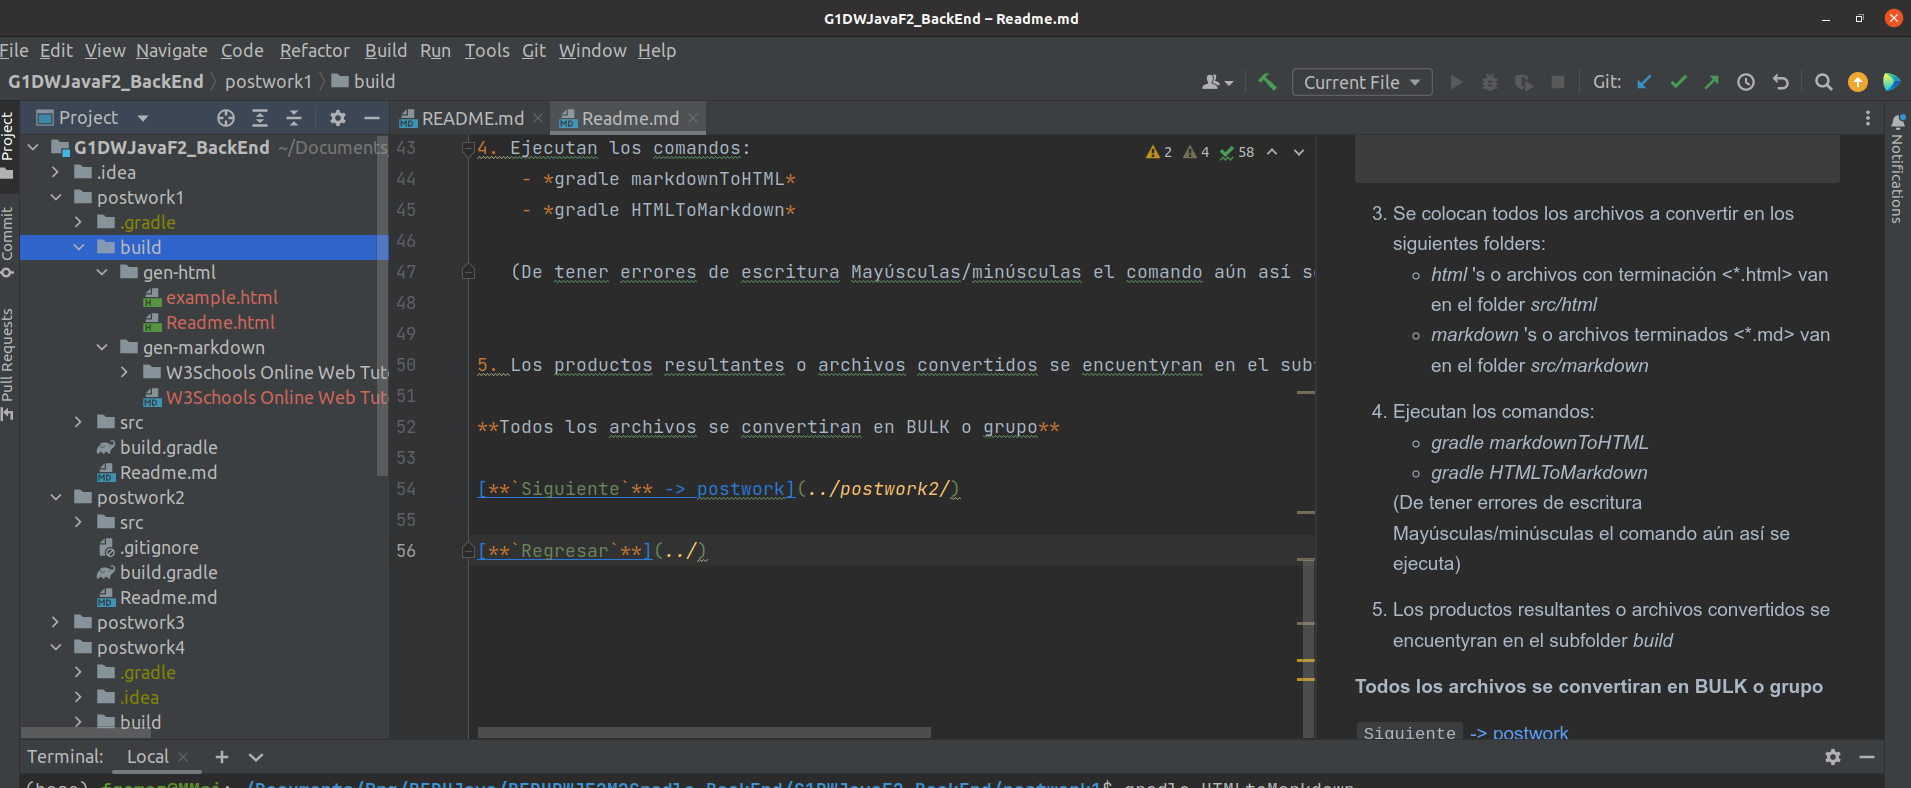 G1DWJavaF2_BackEnd – Readme.md
File Edit View Navigate Code Refactor Build Run Tools Git Window Help
G1DWJavaF2_BackEnd postwork1 build
Current File Git:
Project
README.md Readme.md
Project
Commit
Pull Requests
Notifications
G1DWJavaF2_BackEnd ~/Documents
.idea
postwork1
.gradle
build
gen-html
example.html
Readme.html
gen-markdown
W3Schools Online Web Tut
W3Schools Online Web Tut
src
build.gradle
Readme.md
postwork2
src
.gitignore
build.gradle
Readme.md
postwork3
postwork4
.gradle
.idea
build
2 4 58
43 4. Ejecutan los comandos:
44 - *gradle markdownToHTML*
45 - *gradle HTMLToMarkdown*
46
47 (De tener errores de escritura Mayúsculas/minúsculas el comando aún así s
48
49
50 5. Los productos resultantes o archivos convertidos se encuentyran en el sub
51
52 **Todos los archivos se convertiran en BULK o grupo**
53
54 [**`Siguiente`** -> postwork](../postwork2/)
55
56 [**`Regresar`**](../)
3. Se colocan todos los archivos a convertir en los
siguientes folders:
html 's o archivos con terminación <*.html> van
en el folder src/html
markdown 's o archivos terminados <*.md> van
en el folder src/markdown
4. Ejecutan los comandos:
gradle markdownToHTML
gradle HTMLToMarkdown
(De tener errores de escritura
Mayúsculas/minúsculas el comando aún así se
ejecuta)
5. Los productos resultantes o archivos convertidos se
encuentyran en el subfolder build
Todos los archivos se convertiran en BULK o grupo
Siguiente -> postwork
Terminal: Local